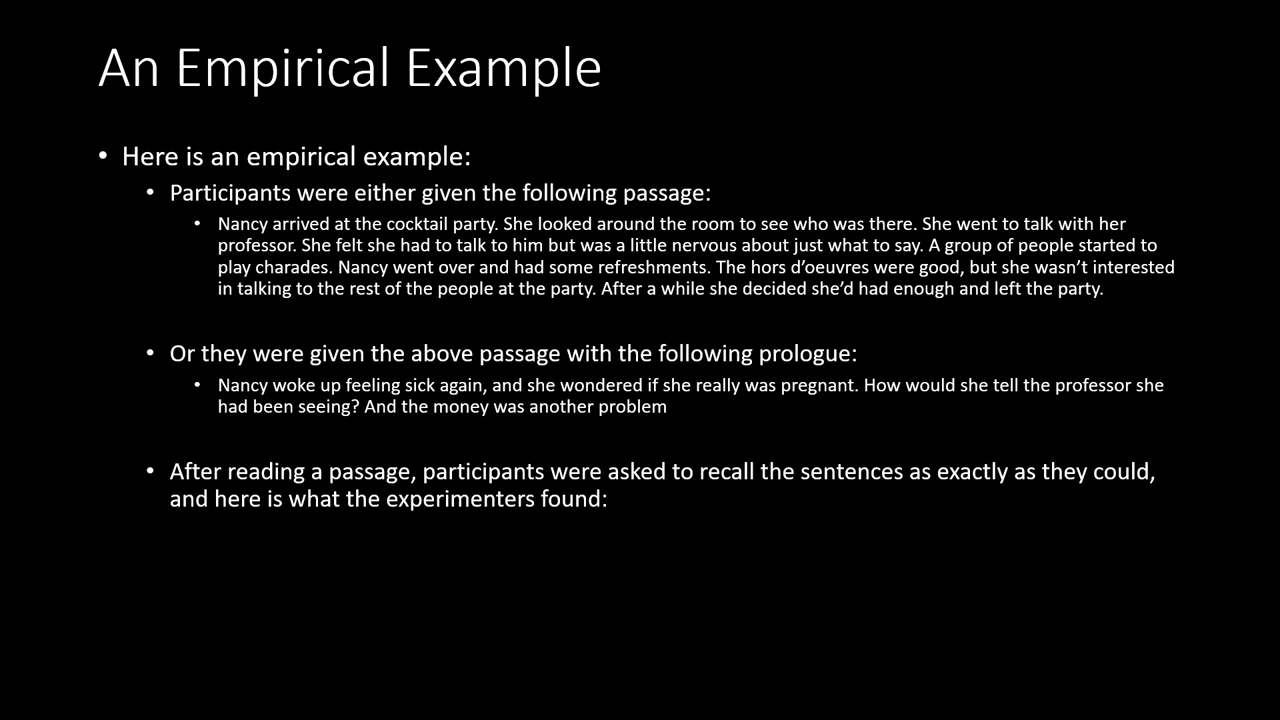 An Empirical Example
• Here is an empirical example:
• Participants were either given the following passage:
• Nancy arrived at the cocktail party. She looked around the room to see who was there. She went to talk with her
professor. She felt she had to talk to him but was a little nervous about just what to say. A group of people started to
play charades. Nancy went over and had some refreshments. The hors d’oeuvres were good, but she wasn’t interested
in talking to the rest of the people at the party. After a while she decided she’d had enough and left the party.
• Or they were given the above passage with the following prologue:
• Nancy woke up feeling sick again, and she wondered if she really was pregnant. How would she tell the professor she
had been seeing? And the money was another problem
• After reading a passage, participants were asked to recall the sentences as exactly as they could,
and here is what the experimenters found: